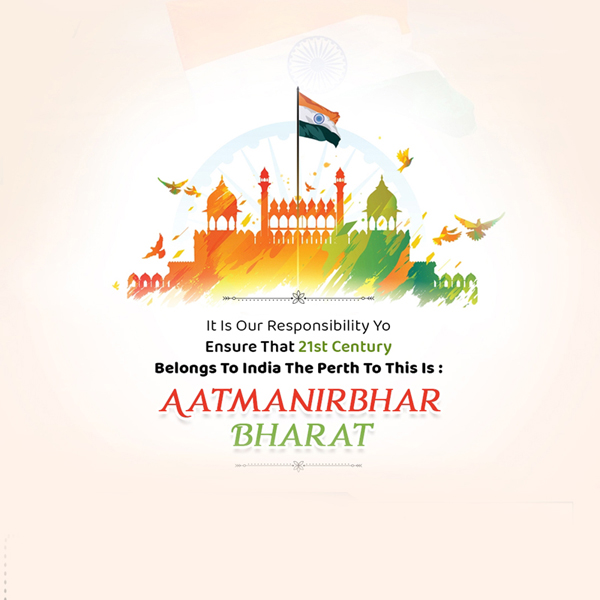 It Is Our Responsibility Yo
Ensure That 21st Century
Belongs To India The Perth To This Is :
AATMANIRBHAR
BHARAT